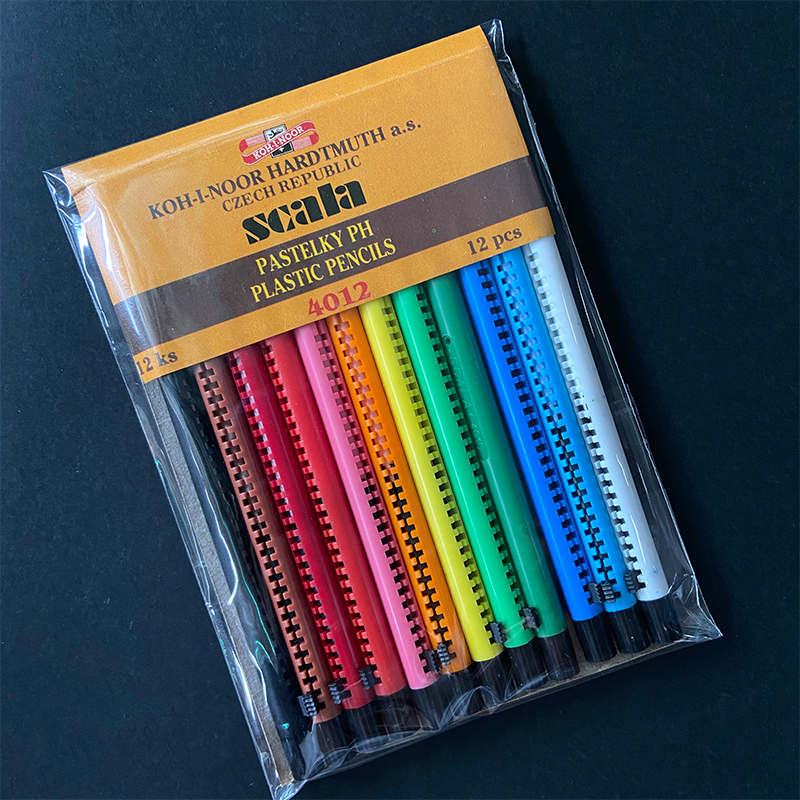 KOH-I-NOOR
KOH-I-NOOR HARDTMUTH a.s.
CZECH REPUBLIC
scala
PASTELKY PH
PLASTIC PENCILS
12 pcs
4012
12 ks